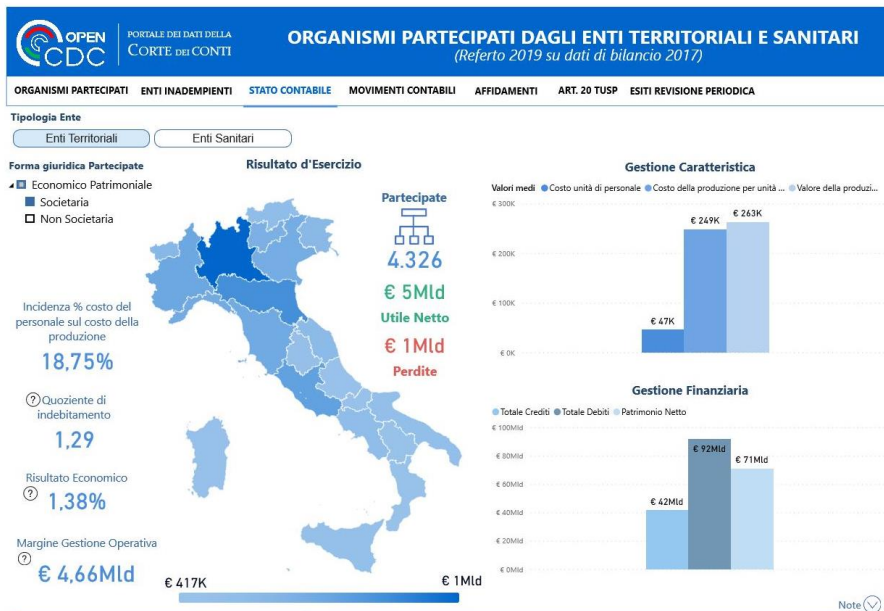 OPEN
CDC
PORTALE DEI DATI DELLA
CORTE DEI CONTI
ORGANISMI PARTECIPATI DAGLI ENTI TERRITORIALI E SANITARI
(Referto 2019 su dati di bilancio 2017)
ORGANISMI PARTECIPATI ENTI INADEMPIENTI STATO CONTABILE MOVIMENTI CONTABILI AFFIDAMENTI ART. 20 TUSP ESITI REVISIONE PERIODICA
Tipologia Ente
Enti Territoriali Enti Sanitari
Forma giuridica Partecipate
Economico Patrimoniale
Societaria
Non Societaria
Incidenza % costo del
personale sul costo della
produzione
18,75%
? Quoziente di
indebitamento
1,29
Risultato Economico
?
1,38%
Margine Gestione Operativa
?
€ 4,66Mld
Risultato d'Esercizio
Partecipate
4.326
€ 5Mld
Utile Netto
€ 1Mld
Perdite
€ 417K € 1Mld
Gestione Caratteristica
Valori medi Costo unità di personale Costo della produzione per unità ... Valore della produzi...
€ 300K
€ 200K
€ 100K
€ 0K
€ 47K
€ 249K
€ 263K
Gestione Finanziaria
Totale Crediti Totale Debiti Patrimonio Netto
€ 100Mld
€ 80Mld
€ 60Mld
€ 40Mld
€ 20Mld
€ 0Mld
€ 42Mld
€ 92Mld
€ 71Mld
Note